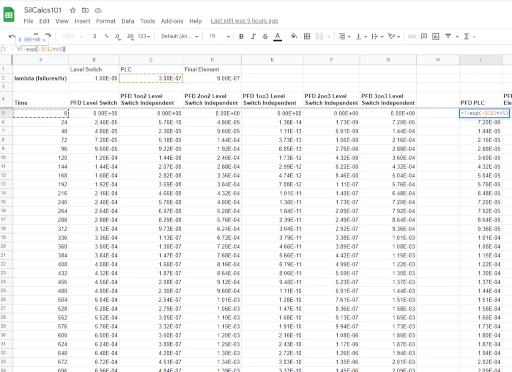 SilCalcs101
File Edit View Insert Format Data Tools Add-ons Help Last edit was 9 hours ago
100% $ % .0 .00 123 Default (Ari... 10 B I S A
0.00E+00 ×
=1-exp(-$C$2*A5)
A B C D E F G H I
1 Level Switch PLC Final Element
2 lambda (failures/hr) 1.00E-06 3.00E-07 9.00E-07
3
4 Time PFD Level Switch PFD 1oo2 Level Switch Independent PFD 2oo2 Level Switch Independent PFD 1oo3 Level Switch Independent PFD 2oo3 Level Switch Independent PFD 3oo3 Level Switch Independent PFD PLC
5 0 0.00E+00 0.00E+00 0.00E+00 0.00E+00 0.00E+00 0.00E+00 =1-exp(-$C$2*A5)
6 24 2.40E-05 5.76E-10 4.80E-05 1.38E-14 1.73E-09 7.20E-05 7.20E-06
7 48 4.80E-05 2.30E-09 9.60E-05 1.11E-13 6.91E-09 1.44E-04 1.44E-05
8 72 7.20E-05 5.18E-09 1.44E-04 3.73E-13 1.56E-08 2.16E-04 2.16E-05
9 96 9.60E-05 9.22E-09 1.92E-04 8.85E-13 2.76E-08 2.88E-04 2.88E-05
10 120 1.20E-04 1.44E-08 2.40E-04 1.73E-12 4.32E-08 3.60E-04 3.60E-05
11 144 1.44E-04 2.07E-08 2.88E-04 2.99E-12 6.22E-08 4.32E-04 4.32E-05
12 168 1.68E-04 2.82E-08 3.36E-04 4.74E-12 8.46E-08 5.04E-04 5.04E-05
13 192 1.92E-04 3.69E-08 3.84E-04 7.08E-12 1.11E-07 5.76E-04 5.76E-05
14 216 2.16E-04 4.66E-08 4.32E-04 1.01E-11 1.40E-07 6.48E-04 6.48E-05
15 240 2.40E-04 5.76E-08 4.80E-04 1.38E-11 1.73E-07 7.20E-04 7.20E-05
16 264 2.64E-04 6.97E-08 5.28E-04 1.84E-11 2.09E-07 7.92E-04 7.92E-05
17 288 2.88E-04 8.29E-08 5.76E-04 2.39E-11 2.49E-07 8.64E-04 8.64E-05
18 312 3.12E-04 9.73E-08 6.24E-04 3.04E-11 2.92E-07 9.36E-04 9.36E-05
19 336 3.36E-04 1.13E-07 6.72E-04 3.79E-11 3.39E-07 1.01E-03 1.01E-04
20 360 3.60E-04 1.30E-07 7.20E-04 4.66E-11 3.89E-07 1.08E-03 1.08E-04
21 384 3.84E-04 1.47E-07 7.68E-04 5.66E-11 4.42E-07 1.15E-03 1.15E-04
22 408 4.08E-04 1.66E-07 8.16E-04 6.79E-11 4.99E-07 1.22E-03 1.22E-04
23 432 4.32E-04 1.87E-07 8.64E-04 8.06E-11 5.59E-07 1.30E-03 1.30E-04
24 456 4.56E-04 2.08E-07 9.12E-04 9.48E-11 6.23E-07 1.37E-03 1.37E-04
25 480 4.80E-04 2.30E-07 9.60E-04 1.11E-10 6.91E-07 1.44E-03 1.44E-04
26 504 5.04E-04 2.54E-07 1.01E-03 1.28E-10 7.61E-07 1.51E-03 1.51E-04
27 528 5.28E-04 2.79E-07 1.06E-03 1.47E-10 8.36E-07 1.58E-03 1.58E-04
28 552 5.52E-04 3.05E-07 1.10E-03 1.68E-10 9.13E-07 1.65E-03 1.66E-04
29 576 5.76E-04 3.32E-07 1.15E-03 1.91E-10 9.94E-07 1.73E-03 1.73E-04
30 600 6.00E-04 3.60E-07 1.20E-03 2.16E-10 1.08E-06 1.80E-03 1.80E-04
31 624 6.24E-04 3.89E-07 1.25E-03 2.43E-10 1.17E-06 1.87E-03 1.87E-04
32 648 6.48E-04 4.20E-07 1.30E-03 2.72E-10 1.26E-06 1.94E-03 1.94E-04
33 672 6.72E-04 4.51E-07 1.34E-03 3.03E-10 1.35E-06 2.01E-03 2.02E-04
696 6.96E-04 4.84E-07 1.39E-03 3.37E-10 1.45E-06 2.09E-03 2.09E-04